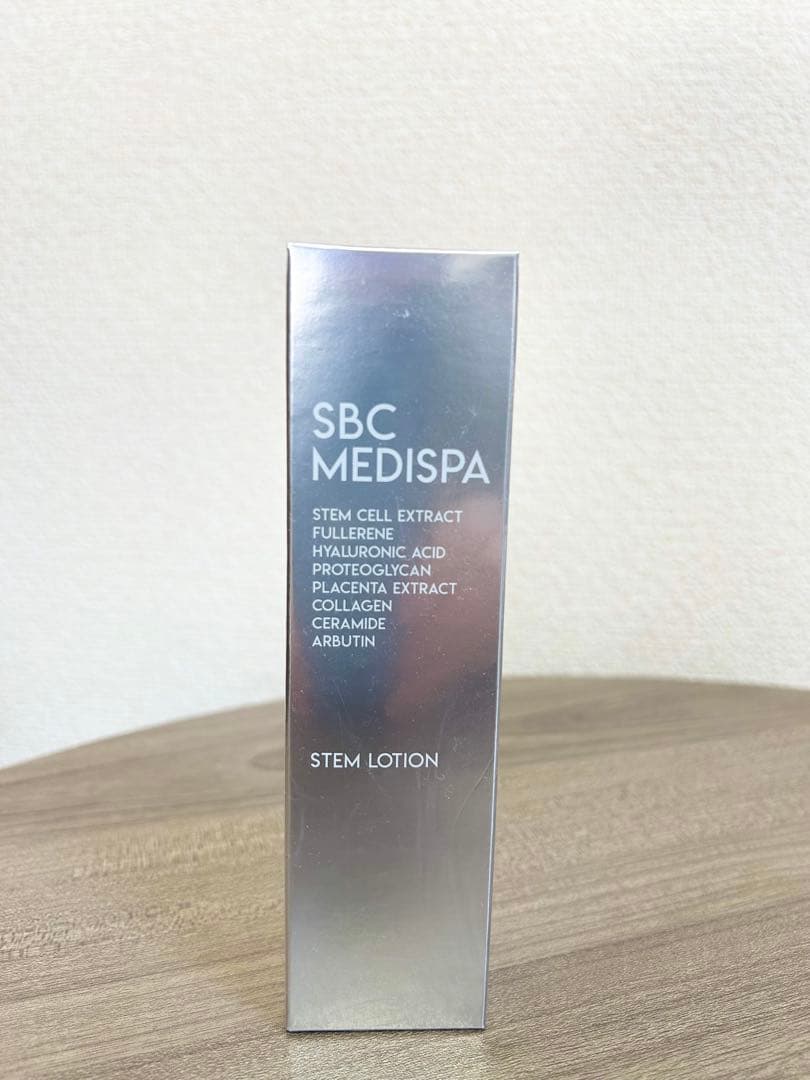 SBC
MEDISPA
STEM CELL EXTRACT
FULLERENE
HYALURONIC ACID
PROTEOGLYCAN
PLACENTA EXTRACT
COLLAGEN
CERAMIDE
ARBUTIN
STEM LOTION